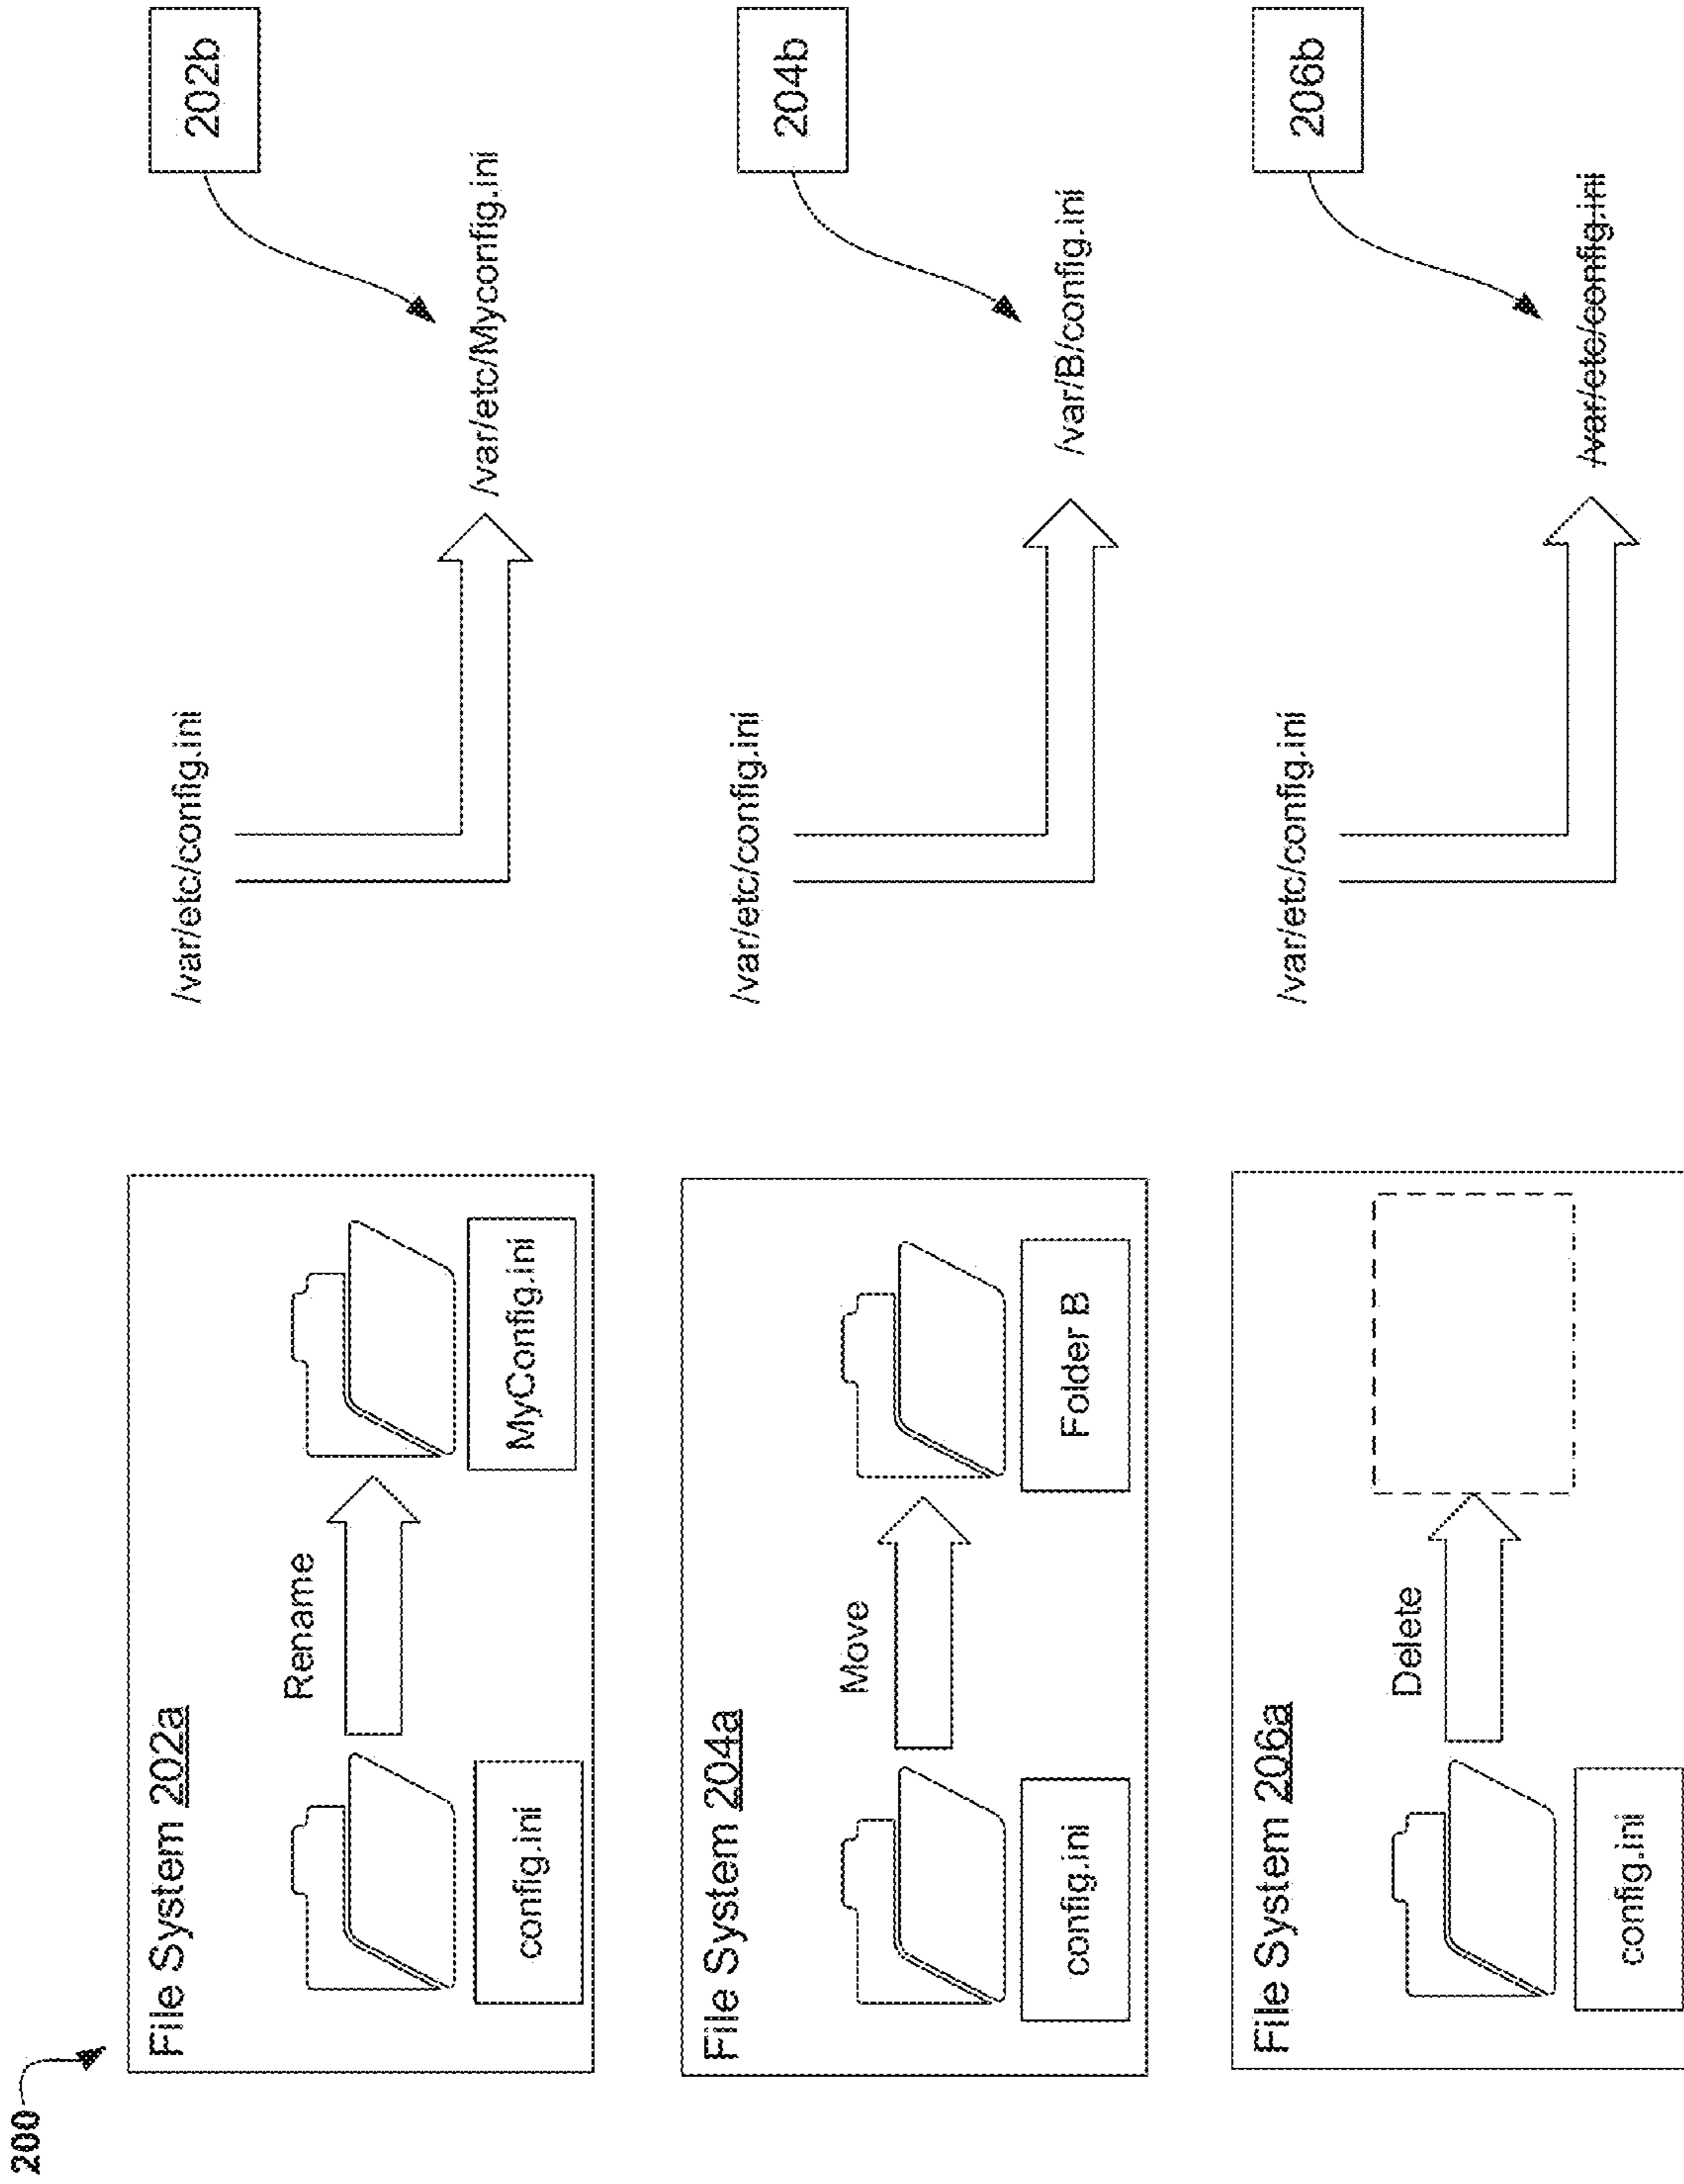 200
File System 202a
Rename
config.ini
MyConfig.ini
/var/etc/config.ini
/var/etc/Myconfig.ini
202b
File System 204a
Move
config.ini
Folder B
/var/etc/config.ini
/var/B/config.ini
204b
File System 206a
Delete
config.ini
/var/etc/config.ini
/var/etc/config.ini
206b